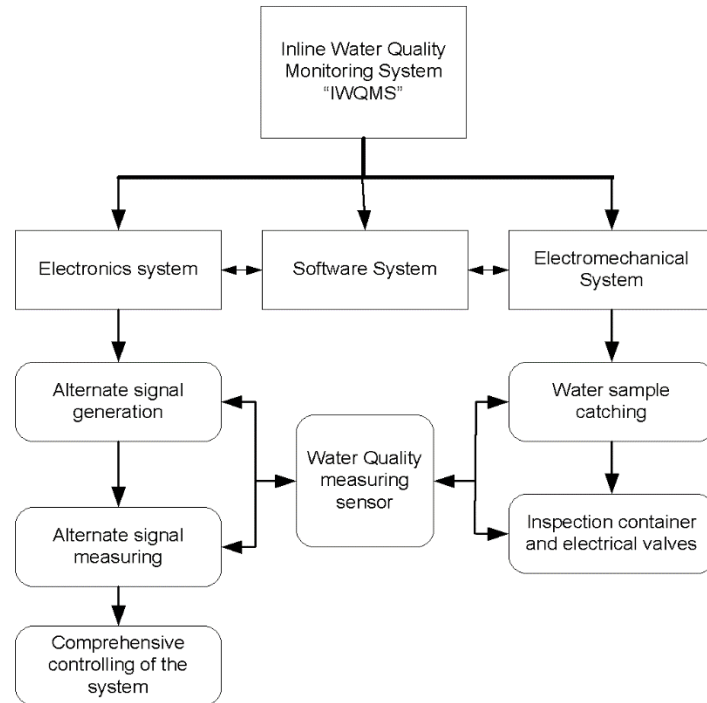 Inline Water Quality
Monitoring System
“IWQMS”
Electronics system
Software System
Electromechanical
System
Alternate signal
generation
Water sample
catching
Water Quality
measuring
sensor
Alternate signal
measuring
Inspection container
and electrical valves
Comprehensive
controlling of the
system